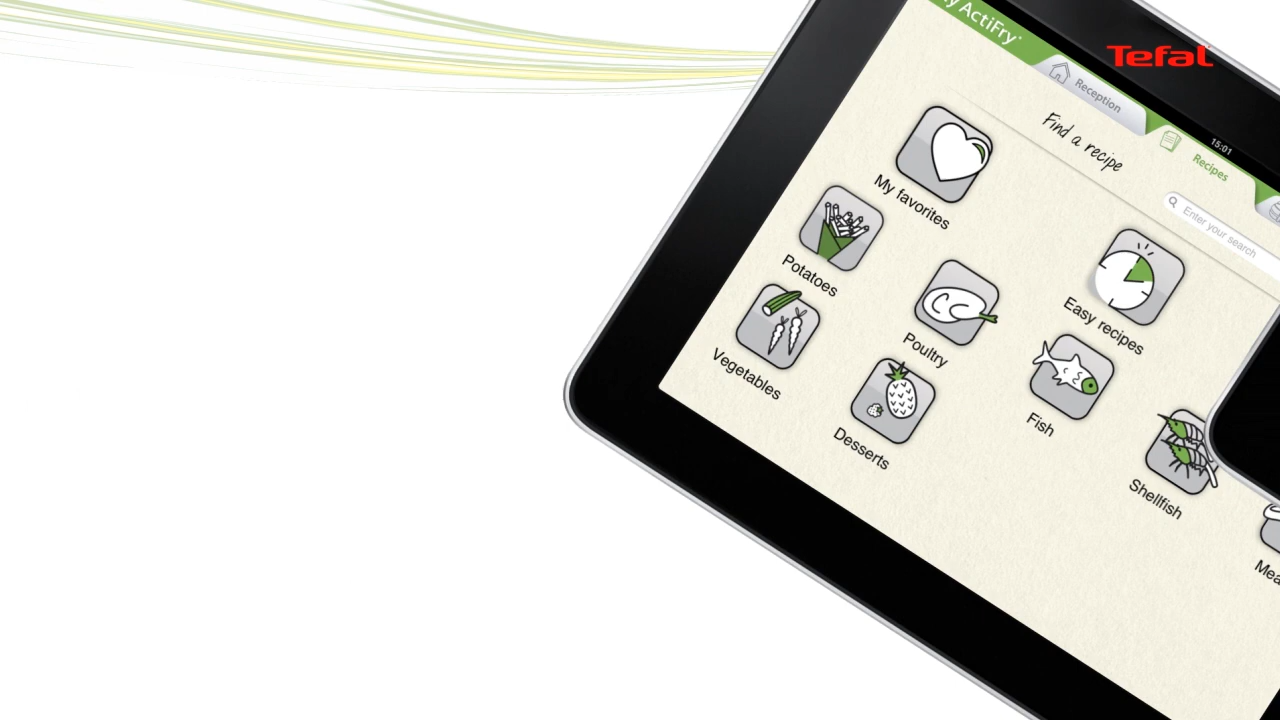 Tefal
y ActiFry
Reception
15:01
Recipes
Find a recipe
Enter your search
My favorites
Easy recipes
Potatoes
Poultry
Fish
Shellfish
Vegetables
Desserts